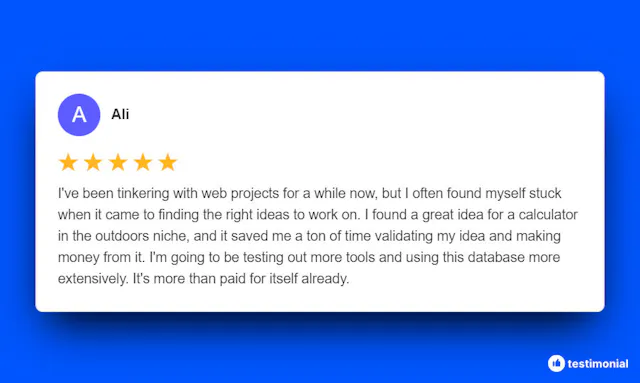 A
Ali
I've been tinkering with web projects for a while now, but I often found myself stuck
when it came to finding the right ideas to work on. I found a great idea for a calculator
in the outdoors niche, and it saved me a ton of time validating my idea and making
money from it. I'm going to be testing out more tools and using this database more
extensively. It's more than paid for itself already.
testimonial